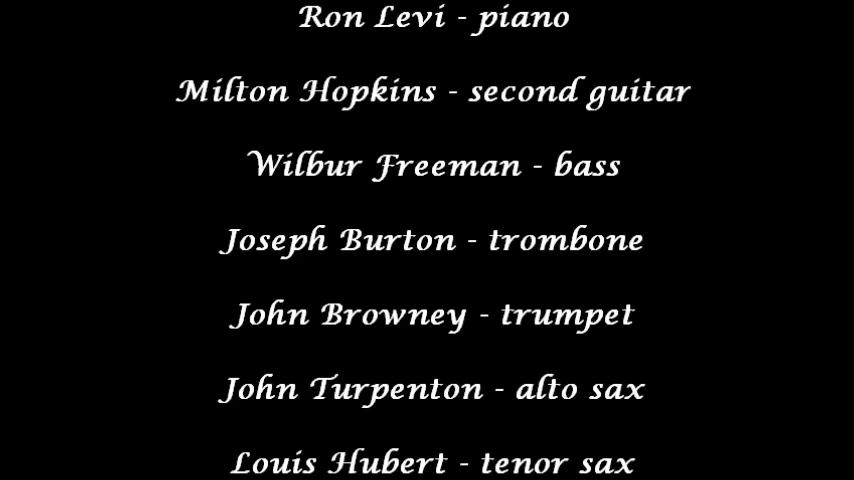 Ron Levi - piano
Milton Hopkins - second guitar
Wilbur Freeman - bass
Joseph Burton - trombone
John Browney - trumpet
John Turpenton - alto sax
Louis Hubert - tenor sax